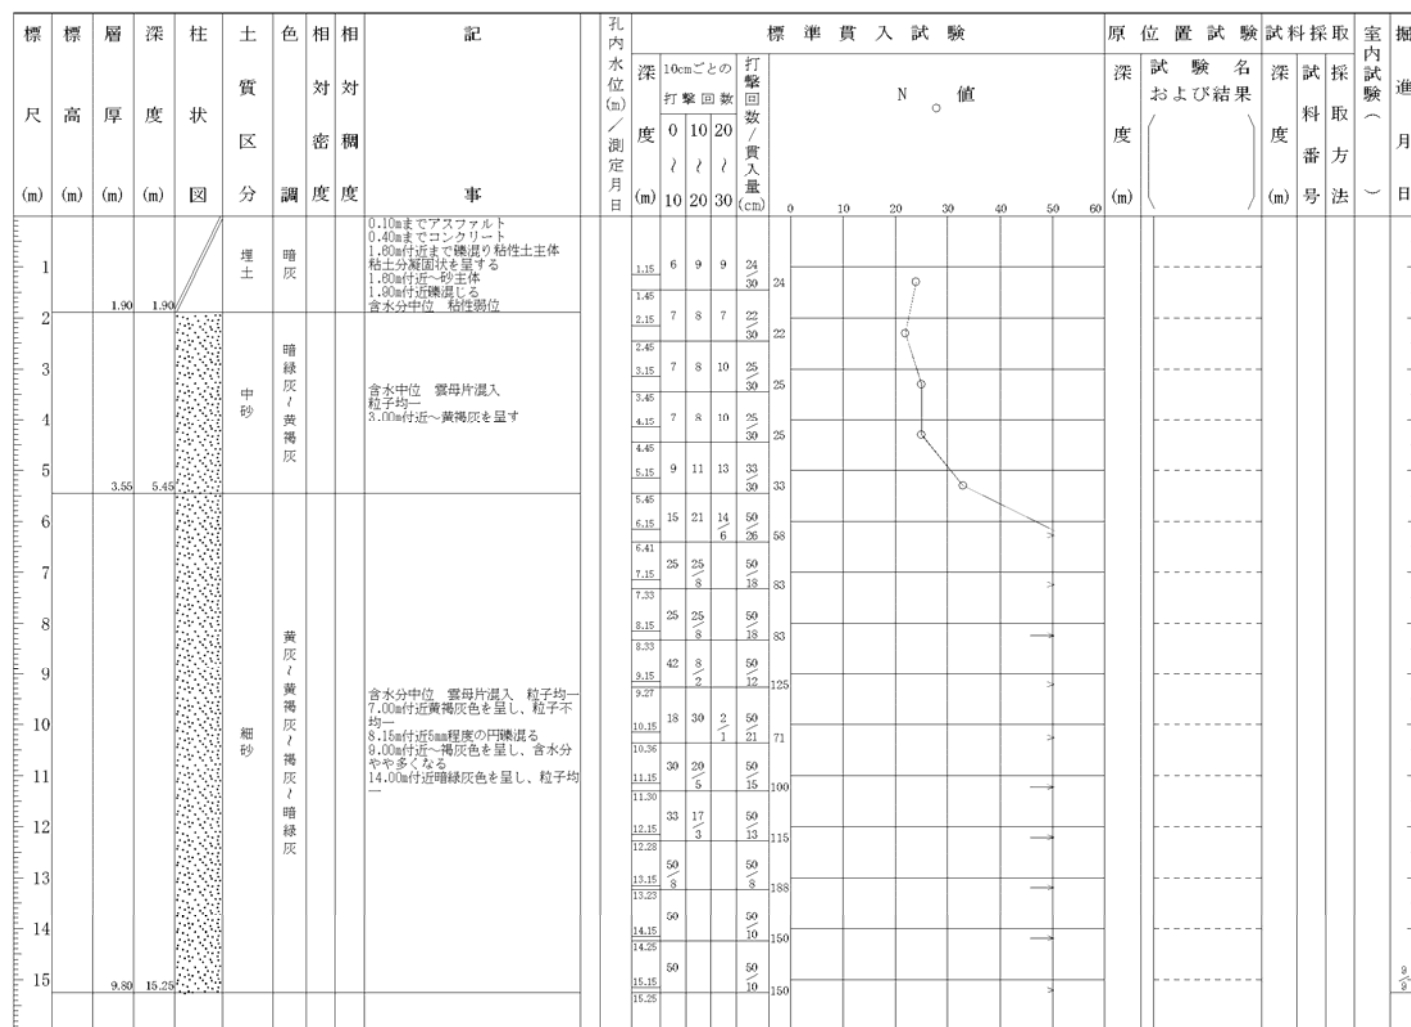 標尺(m)
標高(m)
層厚(m)
深度(m)
柱状図
土質区分
色調
相対密度
相対稠度
記事
孔内水位(m)／測定月日
標準貫入試験
深度(m)
10cmごとの打撃回数
0～10
10～20
20～30
打撃回数／貫入量(cm)
N値
0 10 20 30 40 50 60
原位置試験
深度(m)
試験名および結果
試料採取
深度(m)
試料番号
採取方法
室内試験( )
掘進月日
0.10mまでアスファルト
0.40mまでコンクリート
1.60m付近まで礫混り粘性土主体
粘土分凝固状を呈する
1.60m付近～砂主体
1.90m付近礫混じる
含水分中位 粘性弱位
埋土
暗灰
1.90 1.90
中砂
暗緑灰～黄褐灰
含水中位 雲母片混入
粒子均一
3.00m付近～黄褐灰を呈す
3.55 5.45
細砂
黄灰～黄褐灰～褐灰～暗緑灰
含水分中位 雲母片混入 粒子均一
7.00m付近黄褐灰色を呈し、粒子不
均一
8.15m付近5mm程度の円礫混る
9.00m付近～褐灰色を呈し、含水分
やや多くなる
14.00m付近暗緑灰色を呈し、粒子均
一
9.80 15.25
1
2
3
4
5
6
7
8
9
10
11
12
13
14
15
1.15 6 9 9 24/30 24
1.45
2.15 7 8 7 22/30 22
2.45
3.15 7 8 10 25/30 25
3.45
4.15 7 8 10 25/30 25
4.45
5.15 9 11 13 33/30 33
5.45
6.15 15 21 14/6 50/26 58
6.41
7.15 25 25/8 50/18 83
7.33
8.15 25 25/8 50/18 83
8.33
9.15 42 8/2 50/12 125
9.27
10.15 18 30 2/1 50/21 71
10.36
11.15 30 20/5 50/15 100
11.30
12.15 33 17/3 50/13 115
12.28
13.15 50/8 50/8 188
13.23
14.15 50 50/10 150
14.25
15.15 50 50/10 150
15.25
9/9